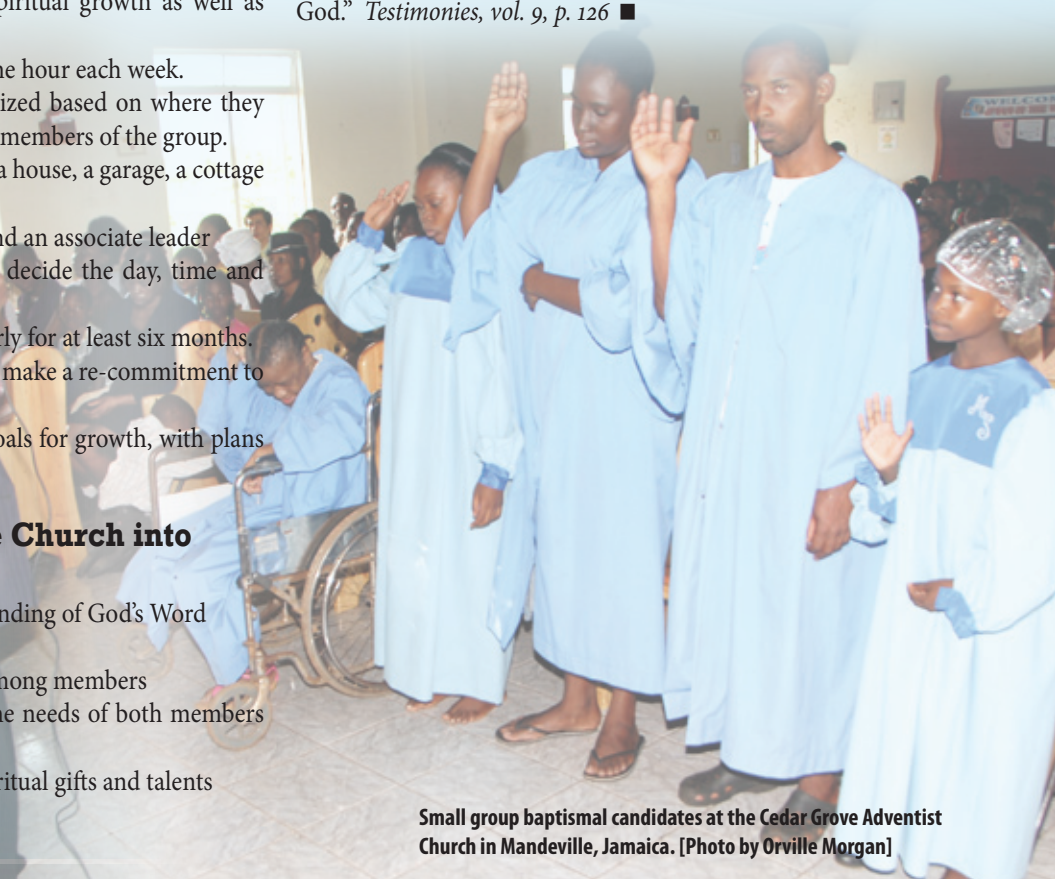 piritual growth as well as
ne hour each week.
ized based on where they
members of the group.
a house, a garage, a cottage
nd an associate leader
decide the day, time and
rly for at least six months.
make a re-commitment to
oals for growth, with plans
e Church into
nding of God's Word
mong members
ne needs of both members
ritual gifts and talents
God." Testimonies, vol. 9, p. 126 ■
WELCOM
Small group baptismal candidates at the Cedar Grove Adventist
Church in Mandeville, Jamaica. [Photo by Orville Morgan]